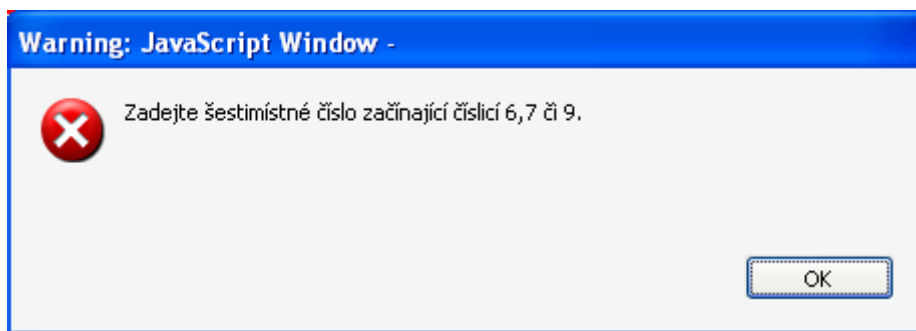 Warning: JavaScript Window -
Zadejte šestimístné číslo začínající číslicí 6,7 či 9.
OK